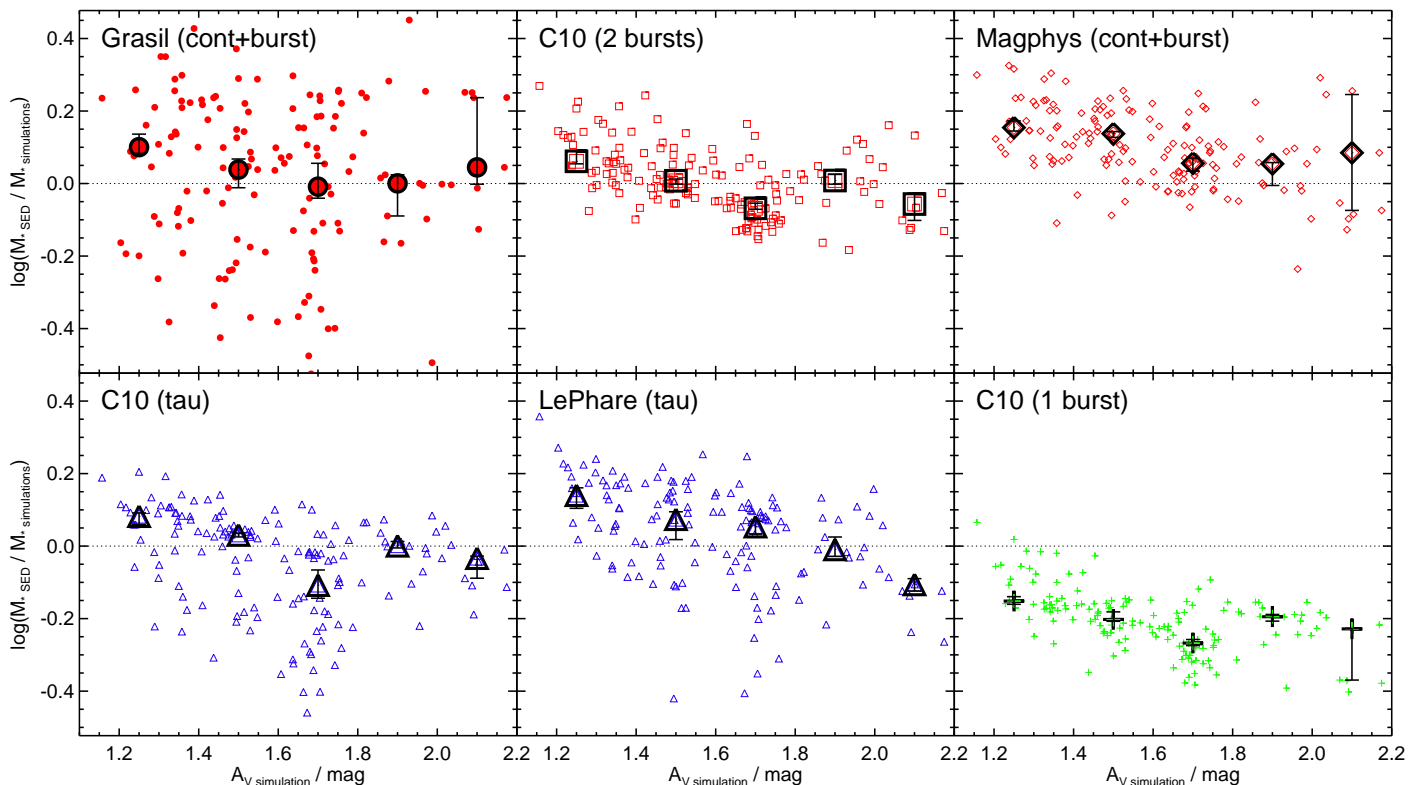 Grasil (cont+burst)
C10 (2 bursts)
Magphys (cont+burst)
0.4
0.2
0.0
-0.2
-0.4
log(M* SED / M* simulations)
C10 (tau)
LePhare (tau)
C10 (1 burst)
0.4
0.2
0.0
-0.2
-0.4
log(M* SED / M* simulations)
1.2 1.4 1.6 1.8 2.0 2.2 1.2 1.4 1.6 1.8 2.0 2.2 1.2 1.4 1.6 1.8 2.0 2.2
AV simulation / mag
AV simulation / mag
AV simulation / mag